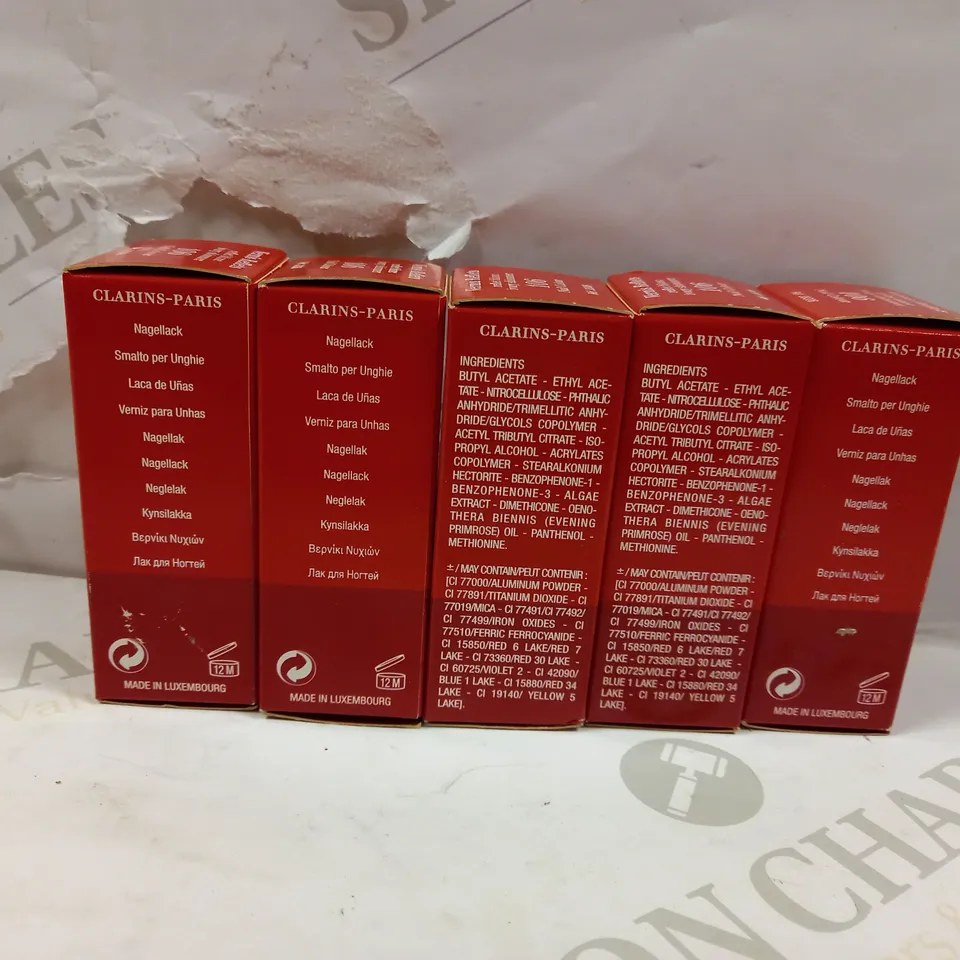 CLARINS-PARIS
Nagellack
Smalto per Unghie
Laca de Uñas
Verniz para Unhas
Nagellak
Nagellack
Neglelak
Kynsilakka
Βερνίκι Νυχιών
Лак для Ногтей
12 M
MADE IN LUXEMBOURG
CLARINS-PARIS
Nagellack
Smalto per Unghie
Laca de Uñas
Verniz para Unhas
Nagellak
Nagellack
Neglelak
Kynsilakka
Βερνίκι Νυχιών
Лак для Ногтей
12 M
MADE IN LUXEMBOURG
106
CLARINS-PARIS
INGREDIENTS
BUTYL ACETATE - ETHYL ACE-
TATE - NITROCELLULOSE - PHTHALIC
ANHYDRIDE/TRIMELLITIC ANHY-
DRIDE/GLYCOLS COPOLYMER -
ACETYL TRIBUTYL CITRATE - ISO-
PROPYL ALCOHOL - ACRYLATES
COPOLYMER - STEARALKONIUM
HECTORITE - BENZOPHENONE-1 -
BENZOPHENONE-3 - ALGAE
EXTRACT - DIMETHICONE - OENO-
THERA BIENNIS (EVENING
PRIMROSE) OIL - PANTHENOL -
METHIONINE.
±/ MAY CONTAIN/PEUT CONTENIR :
[CI 77000/ALUMINUM POWDER -
CI 77891/TITANIUM DIOXIDE - CI
77019/MICA - CI 77491/CI 77492/
CI 77499/IRON OXIDES - CI
77510/FERRIC FERROCYANIDE -
CI 15850/RED 6 LAKE/RED 7
LAKE - CI 73360/RED 30 LAKE -
CI 60725/VIOLET 2 - CI 42090/
BLUE 1 LAKE - CI 15880/RED 34
LAKE - CI 19140/ YELLOW 5
LAKE].
106
CLARINS-PARIS
INGREDIENTS
BUTYL ACETATE - ETHYL ACE-
TATE - NITROCELLULOSE - PHTHALIC
ANHYDRIDE/TRIMELLITIC ANHY-
DRIDE/GLYCOLS COPOLYMER -
ACETYL TRIBUTYL CITRATE - ISO-
PROPYL ALCOHOL - ACRYLATES
COPOLYMER - STEARALKONIUM
HECTORITE - BENZOPHENONE-1 -
BENZOPHENONE-3 - ALGAE
EXTRACT - DIMETHICONE - OENO-
THERA BIENNIS (EVENING
PRIMROSE) OIL - PANTHENOL -
METHIONINE.
±/ MAY CONTAIN/PEUT CONTENIR :
[CI 77000/ALUMINUM POWDER -
CI 77891/TITANIUM DIOXIDE - CI
77019/MICA - CI 77491/CI 77492/
CI 77499/IRON OXIDES - CI
77510/FERRIC FERROCYANIDE -
CI 15850/RED 6 LAKE/RED 7
LAKE - CI 73360/RED 30 LAKE -
CI 60725/VIOLET 2 - CI 42090/
BLUE 1 LAKE - CI 15880/RED 34
LAKE - CI 19140/ YELLOW 5
LAKE].
CLARINS-PARIS
Nagellack
Smalto per Unghie
Laca de Uñas
Verniz para Unhas
Nagellak
Nagellack
Neglelak
Kynsilakka
Βερνίκι Νυχιών
Лак для Ногтей
12 M
MADE IN LUXEMBOURG